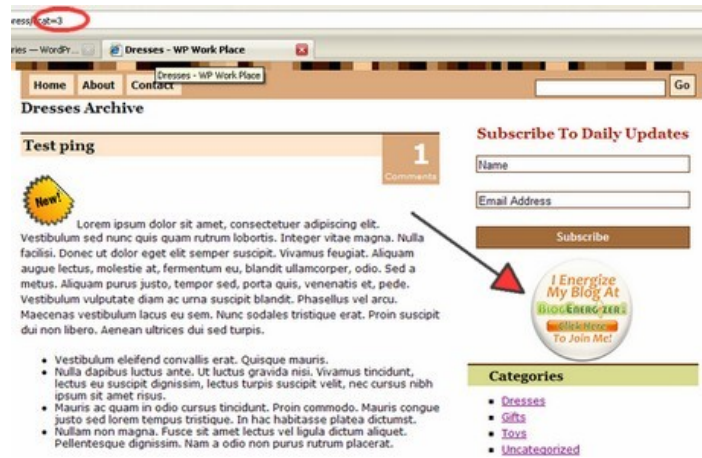 ress/?cat=3
ries — WordPr...
Dresses - WP Work Place
Dresses - WP Work Place
Home About Contact
Go
Dresses Archive
Test ping
1
Comments
New!
Lorem ipsum dolor sit amet, consectetuer adipiscing elit.
Vestibulum sed nunc quis quam rutrum lobortis. Integer vitae magna. Nulla
facilisi. Donec ut dolor eget elit semper suscipit. Vivamus feugiat. Aliquam
augue lectus, molestie at, fermentum eu, blandit ullamcorper, odio. Sed a
metus. Aliquam purus justo, tempor sed, porta quis, venenatis et, pede.
Vestibulum vulputate diam ac urna suscipit blandit. Phasellus vel arcu.
Maecenas vestibulum lacus eu sem. Nunc sodales tristique erat. Proin suscipit
dui non libero. Aenean ultrices dui sed turpis.
Vestibulum eleifend convallis erat. Quisque mauris.
Nulla dapibus luctus ante. Ut luctus gravida nisi. Vivamus tincidunt,
lectus eu suscipit dignissim, lectus turpis suscipit velit, nec cursus nibh
ipsum sit amet risus.
Mauris ac quam in odio cursus tincidunt. Proin commodo. Mauris congue
justo sed lorem tempus tristique. In hac habitasse platea dictumst.
Nullam non magna. Fusce sit amet lectus vel ligula dictum aliquet.
Pellentesque dignissim. Nam a odio non purus rutrum placerat.
Subscribe To Daily Updates
Name
Email Address
Subscribe
I Energize
My Blog At
BlogEnergizer!
Click Here
To Join Me!
Categories
Dresses
Gifts
Toys
Uncategorized